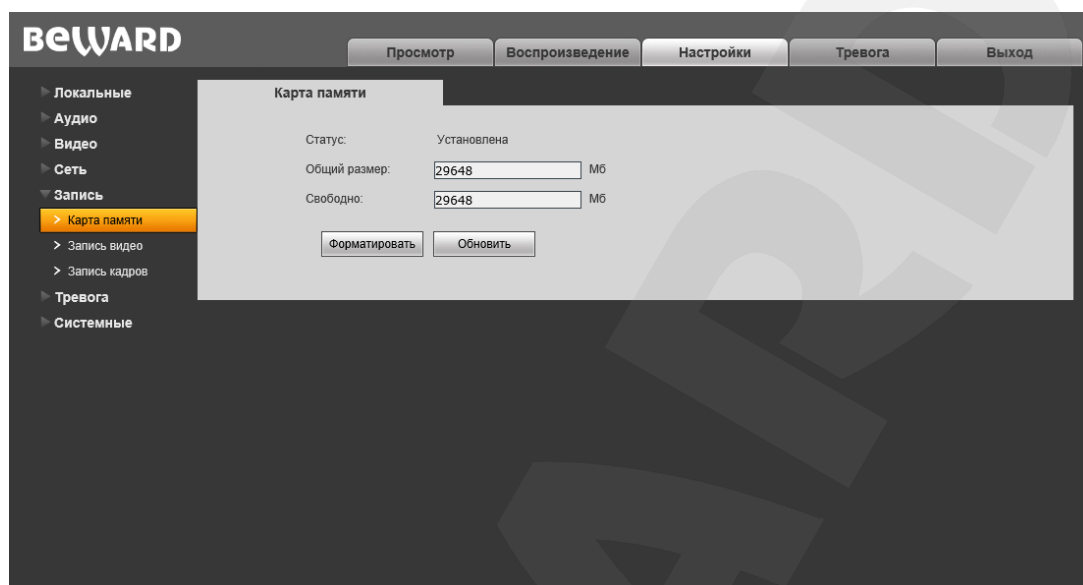 BEWARD
Просмотр Воспроизведение Настройки Тревога Выход
Локальные
Аудио
Видео
Сеть
Запись
> Карта памяти
> Запись видео
> Запись кадров
Тревога
Системные
Карта памяти
Статус: Установлена
Общий размер: 29648 Мб
Свободно: 29648 Мб
Форматировать Обновить